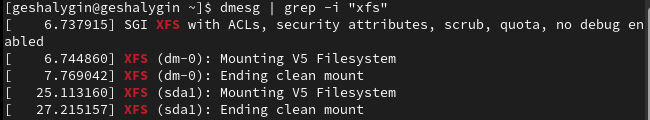 [geshalygin@geshalygin ~]$ dmesg | grep -i "xfs"
[    6.737915] SGI XFS with ACLs, security attributes, scrub, quota, no debug en
abled
[    6.744860] XFS (dm-0): Mounting V5 Filesystem
[    7.769042] XFS (dm-0): Ending clean mount
[   25.113160] XFS (sda1): Mounting V5 Filesystem
[   27.215157] XFS (sda1): Ending clean mount